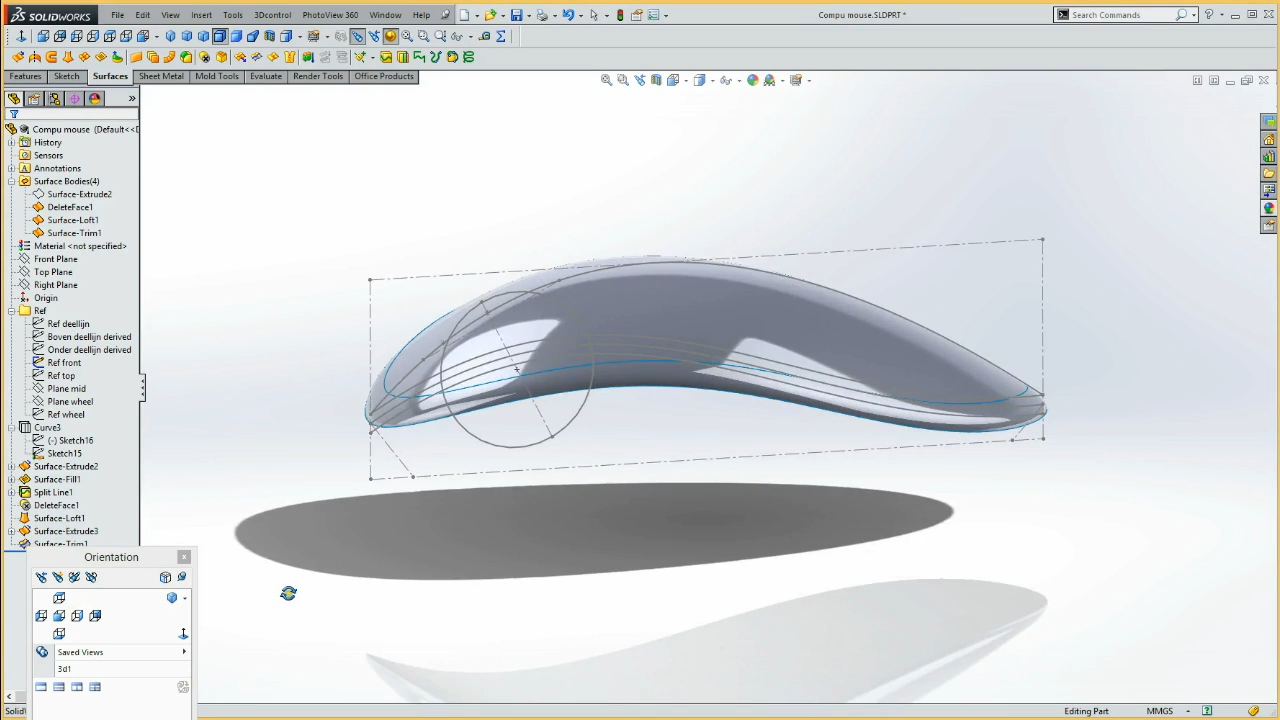 SOLIDWORKS File Edit View Insert Tools 3Dcontrol PhotoView 360 Window Help Compu mouse.SLDPRT * Search Commands
Features Sketch Surfaces Sheet Metal Mold Tools Evaluate Render Tools Office Products
Compu mouse (Default<<D
History
Sensors
Annotations
Surface Bodies(4)
Surface-Extrude2
DeleteFace1
Surface-Loft1
Surface-Trim1
Material <not specified>
Front Plane
Top Plane
Right Plane
Origin
Ref
Ref deellijn
Boven deellijn derived
Onder deellijn derived
Ref front
Ref top
Plane mid
Plane wheel
Ref wheel
Curve3
(-) Sketch16
Sketch15
Surface-Extrude2
Surface-Fill1
Split Line1
DeleteFace1
Surface-Loft1
Surface-Extrude3
Surface-Trim1
Orientation
Saved Views
3d1
Editing Part MMGS